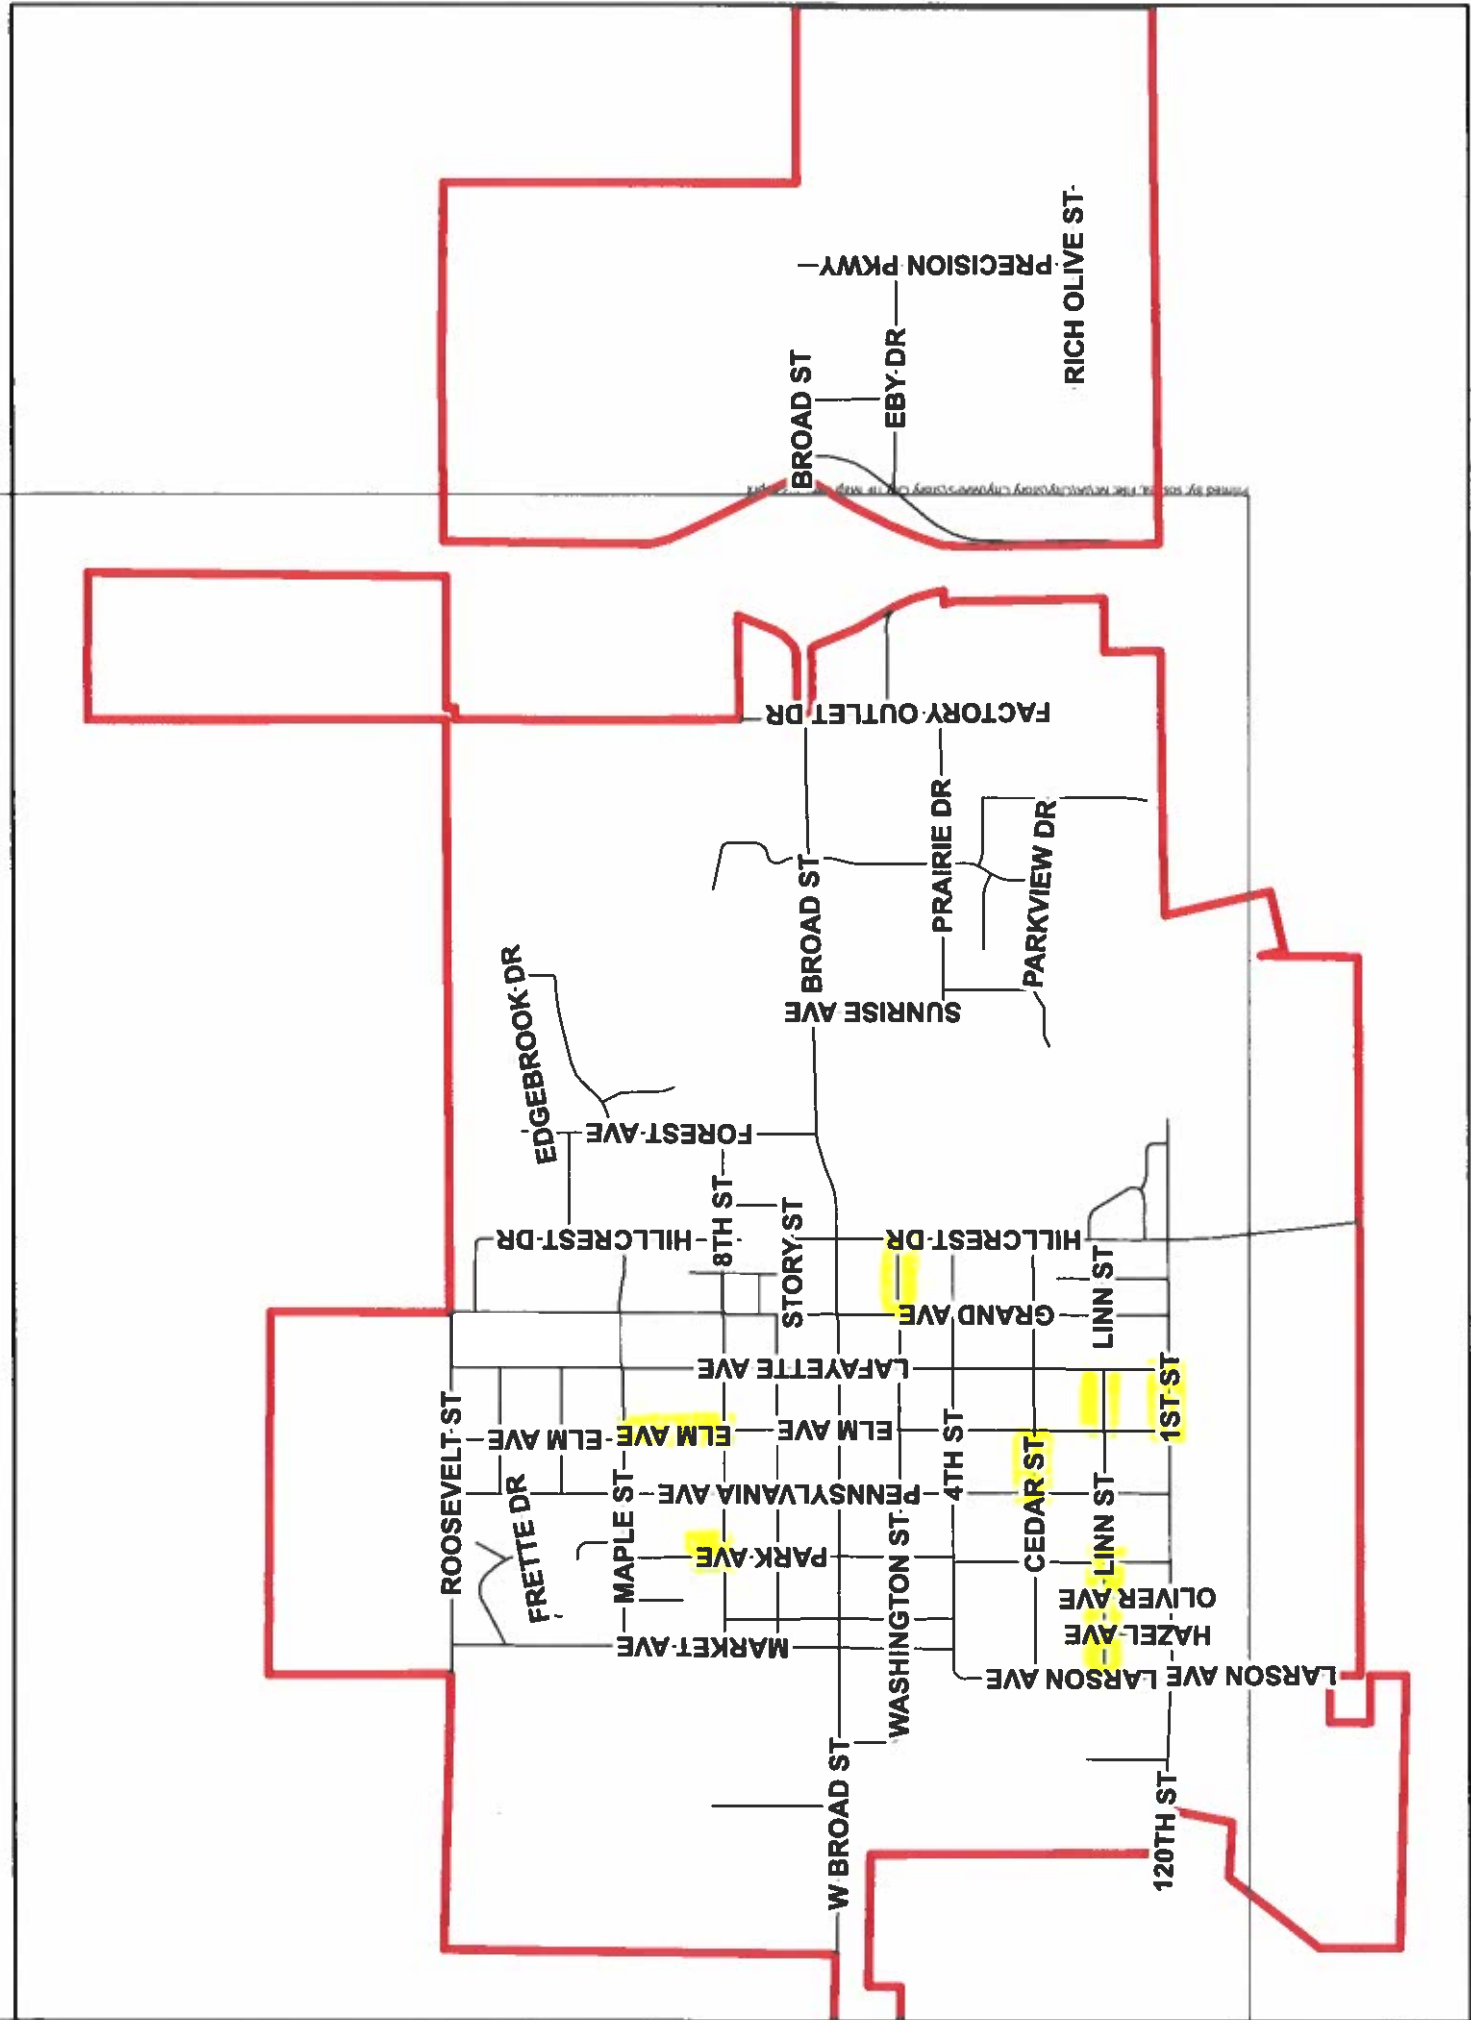 ROOSEVELT ST
FRETTE DR
EDGEBROOK DR
MAPLE ST
8TH ST
STORY ST
W BROAD ST
BROAD ST
BROAD ST
WASHINGTON ST
4TH ST
CEDAR ST
LINN ST
LINN ST
1ST ST
120TH ST
PRAIRIE DR
PARKVIEW DR
EBY DR
RICH OLIVE ST
MARKET AVE
PARK AVE
PENNSYLVANIA AVE
ELM AVE
ELM AVE
ELM AVE
LAFAYETTE AVE
GRAND AVE
HILLCREST DR
HILLCREST DR
FOREST AVE
SUNRISE AVE
FACTORY OUTLET DR
PRECISION PKWY
OLIVER AVE
HAZEL AVE
LARSON AVE
LARSON AVE
LARSON AVE